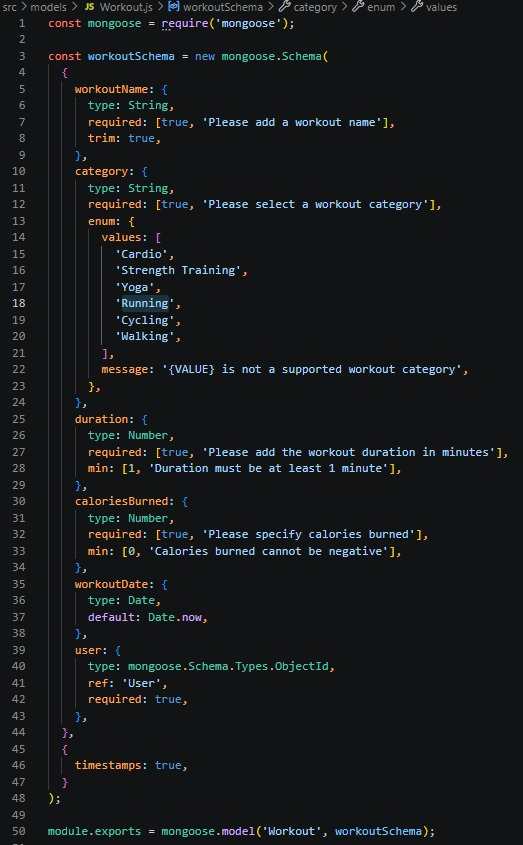 src > models > JS Workout.js > workoutSchema > category > enum > values
1 const mongoose = require('mongoose');
2
3 const workoutSchema = new mongoose.Schema(
4   {
5     workoutName: {
6       type: String,
7       required: [true, 'Please add a workout name'],
8       trim: true,
9     },
10     category: {
11       type: String,
12       required: [true, 'Please select a workout category'],
13       enum: {
14         values: [
15           'Cardio',
16           'Strength Training',
17           'Yoga',
18           'Running',
19           'Cycling',
20           'Walking',
21         ],
22         message: '{VALUE} is not a supported workout category',
23       },
24     },
25     duration: {
26       type: Number,
27       required: [true, 'Please add the workout duration in minutes'],
28       min: [1, 'Duration must be at least 1 minute'],
29     },
30     caloriesBurned: {
31       type: Number,
32       required: [true, 'Please specify calories burned'],
33       min: [0, 'Calories burned cannot be negative'],
34     },
35     workoutDate: {
36       type: Date,
37       default: Date.now,
38     },
39     user: {
40       type: mongoose.Schema.Types.ObjectId,
41       ref: 'User',
42       required: true,
43     },
44   },
45   {
46     timestamps: true,
47   }
48 );
49
50 module.exports = mongoose.model('Workout', workoutSchema);